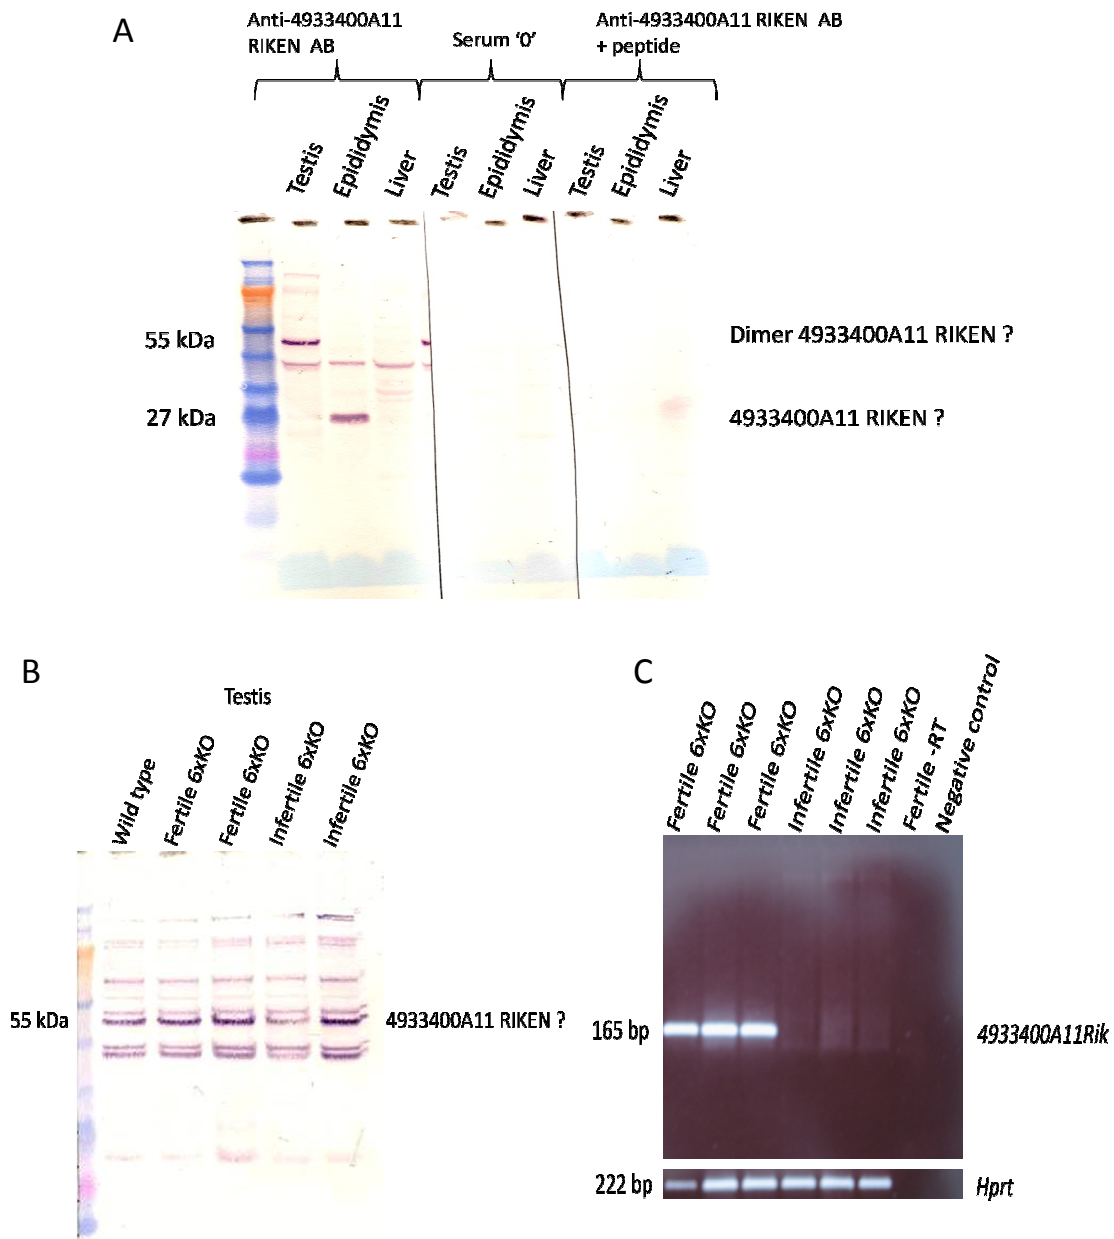 A
Anti-4933400A11
RIKEN AB
Serum ‘0’
Anti-4933400A11 RIKEN AB
+ peptide
Testis
Epididymis
Liver
Testis
Epididymis
Liver
Testis
Epididymis
Liver
55 kDa
Dimer 4933400A11 RIKEN ?
27 kDa
4933400A11 RIKEN ?
B
Testis
Wild type
Fertile 6xKO
Fertile 6xKO
Infertile 6xKO
Infertile 6xKO
55 kDa
4933400A11 RIKEN ?
C
Fertile 6xKO
Fertile 6xKO
Fertile 6xKO
Infertile 6xKO
Infertile 6xKO
Infertile 6xKO
Fertile -RT
Negative control
165 bp
4933400A11Rik
222 bp
Hprt